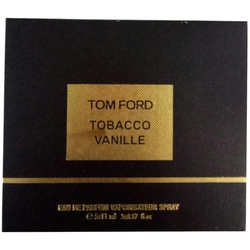 TOM FORD
TOBACCO
VANILLE
EAU DE PARFUM VAPORISATEUR SPRAY